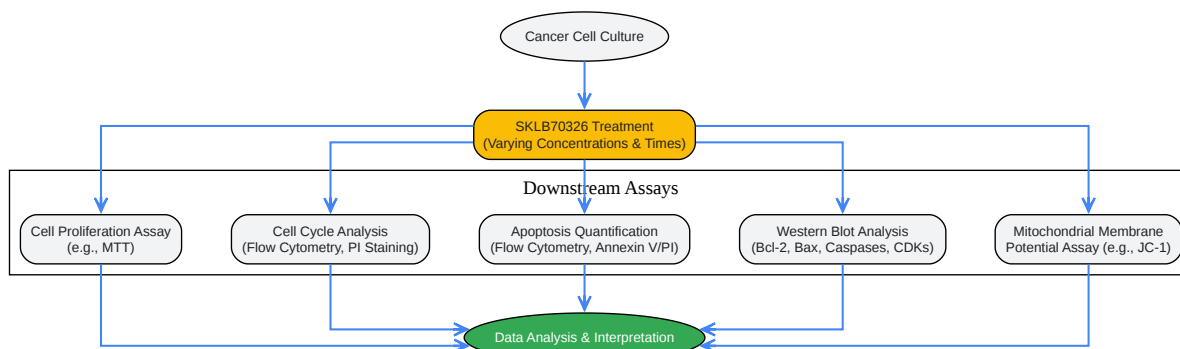 Cancer Cell Culture
SKLB70326 Treatment
(Varying Concentrations & Times)
Downstream Assays
Cell Proliferation Assay
(e.g., MTT)
Cell Cycle Analysis
(Flow Cytometry, PI Staining)
Apoptosis Quantification
(Flow Cytometry, Annexin V/PI)
Western Blot Analysis
(Bcl-2, Bax, Caspases, CDKs)
Mitochondrial Membrane
Potential Assay (e.g., JC-1)
Data Analysis & Interpretation